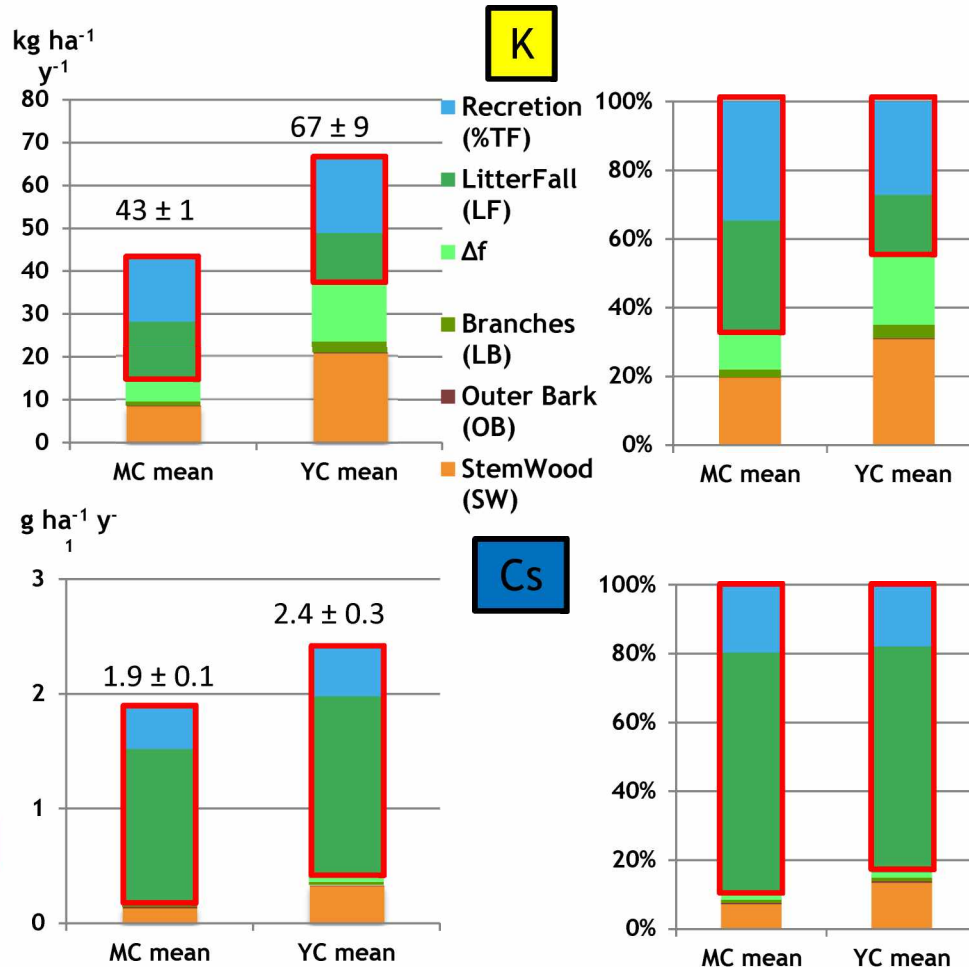 kg ha⁻¹
y⁻¹
K
80
70
60
50
40
30
20
10
0
43 ± 1
67 ± 9
MC mean
YC mean
Recretion
(%TF)
LitterFall
(LF)
Δf
Branches
(LB)
Outer Bark
(OB)
StemWood
(SW)
100%
80%
60%
40%
20%
0%
MC mean
YC mean
g ha⁻¹ y⁻
¹
Cs
3
2
1
0
1.9 ± 0.1
2.4 ± 0.3
MC mean
YC mean
100%
80%
60%
40%
20%
0%
MC mean
YC mean